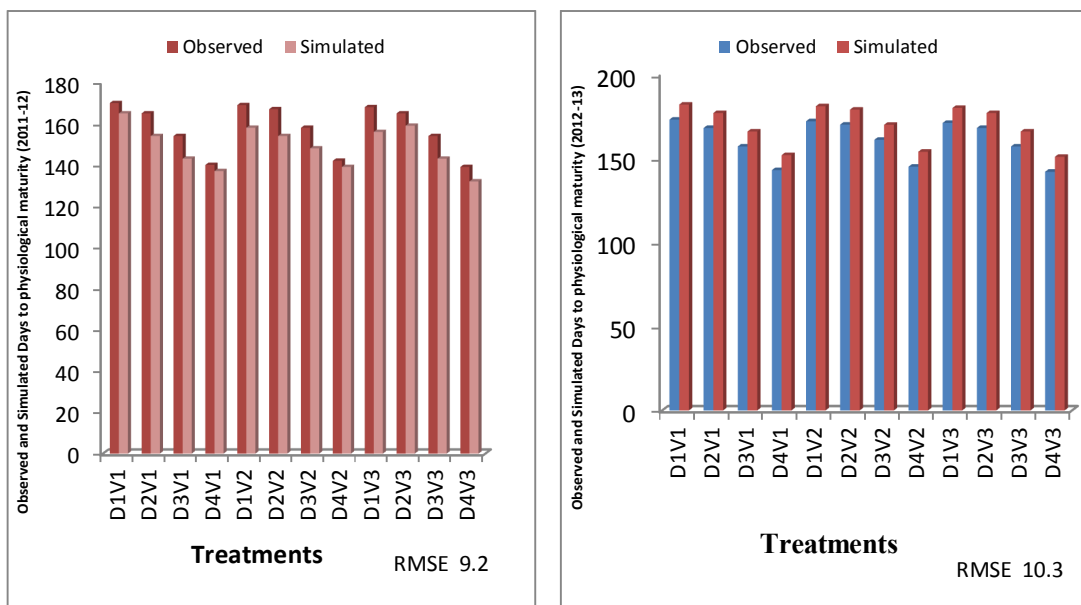 Observed Simulated
Observed and Simulated Days to physiological maturity (2011-12)
180
160
140
120
100
80
60
40
20
0
D1V1 D2V1 D3V1 D4V1 D1V2 D2V2 D3V2 D4V2 D1V3 D2V3 D3V3 D4V3
Treatments
RMSE 9.2
Observed Simulated
Observed and Simulated Days to physiological maturity (2012-13)
200
150
100
50
0
D1V1 D2V1 D3V1 D4V1 D1V2 D2V2 D3V2 D4V2 D1V3 D2V3 D3V3 D4V3
Treatments
RMSE 10.3